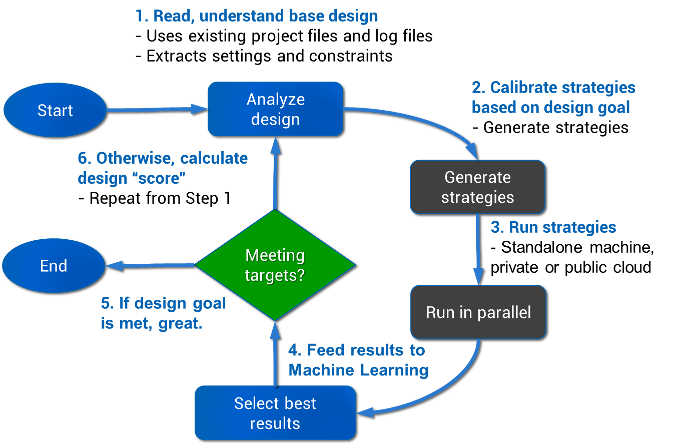 1. Read, understand base design
- Uses existing project files and log files
- Extracts settings and constraints
Start
Analyze
design
2. Calibrate strategies
based on design goal
- Generate strategies
6. Otherwise, calculate
design “score”
- Repeat from Step 1
Generate
strategies
3. Run strategies
- Standalone machine,
private or public cloud
Meeting
targets?
End
5. If design goal
is met, great.
Run in parallel
4. Feed results to
Machine Learning
Select best
results